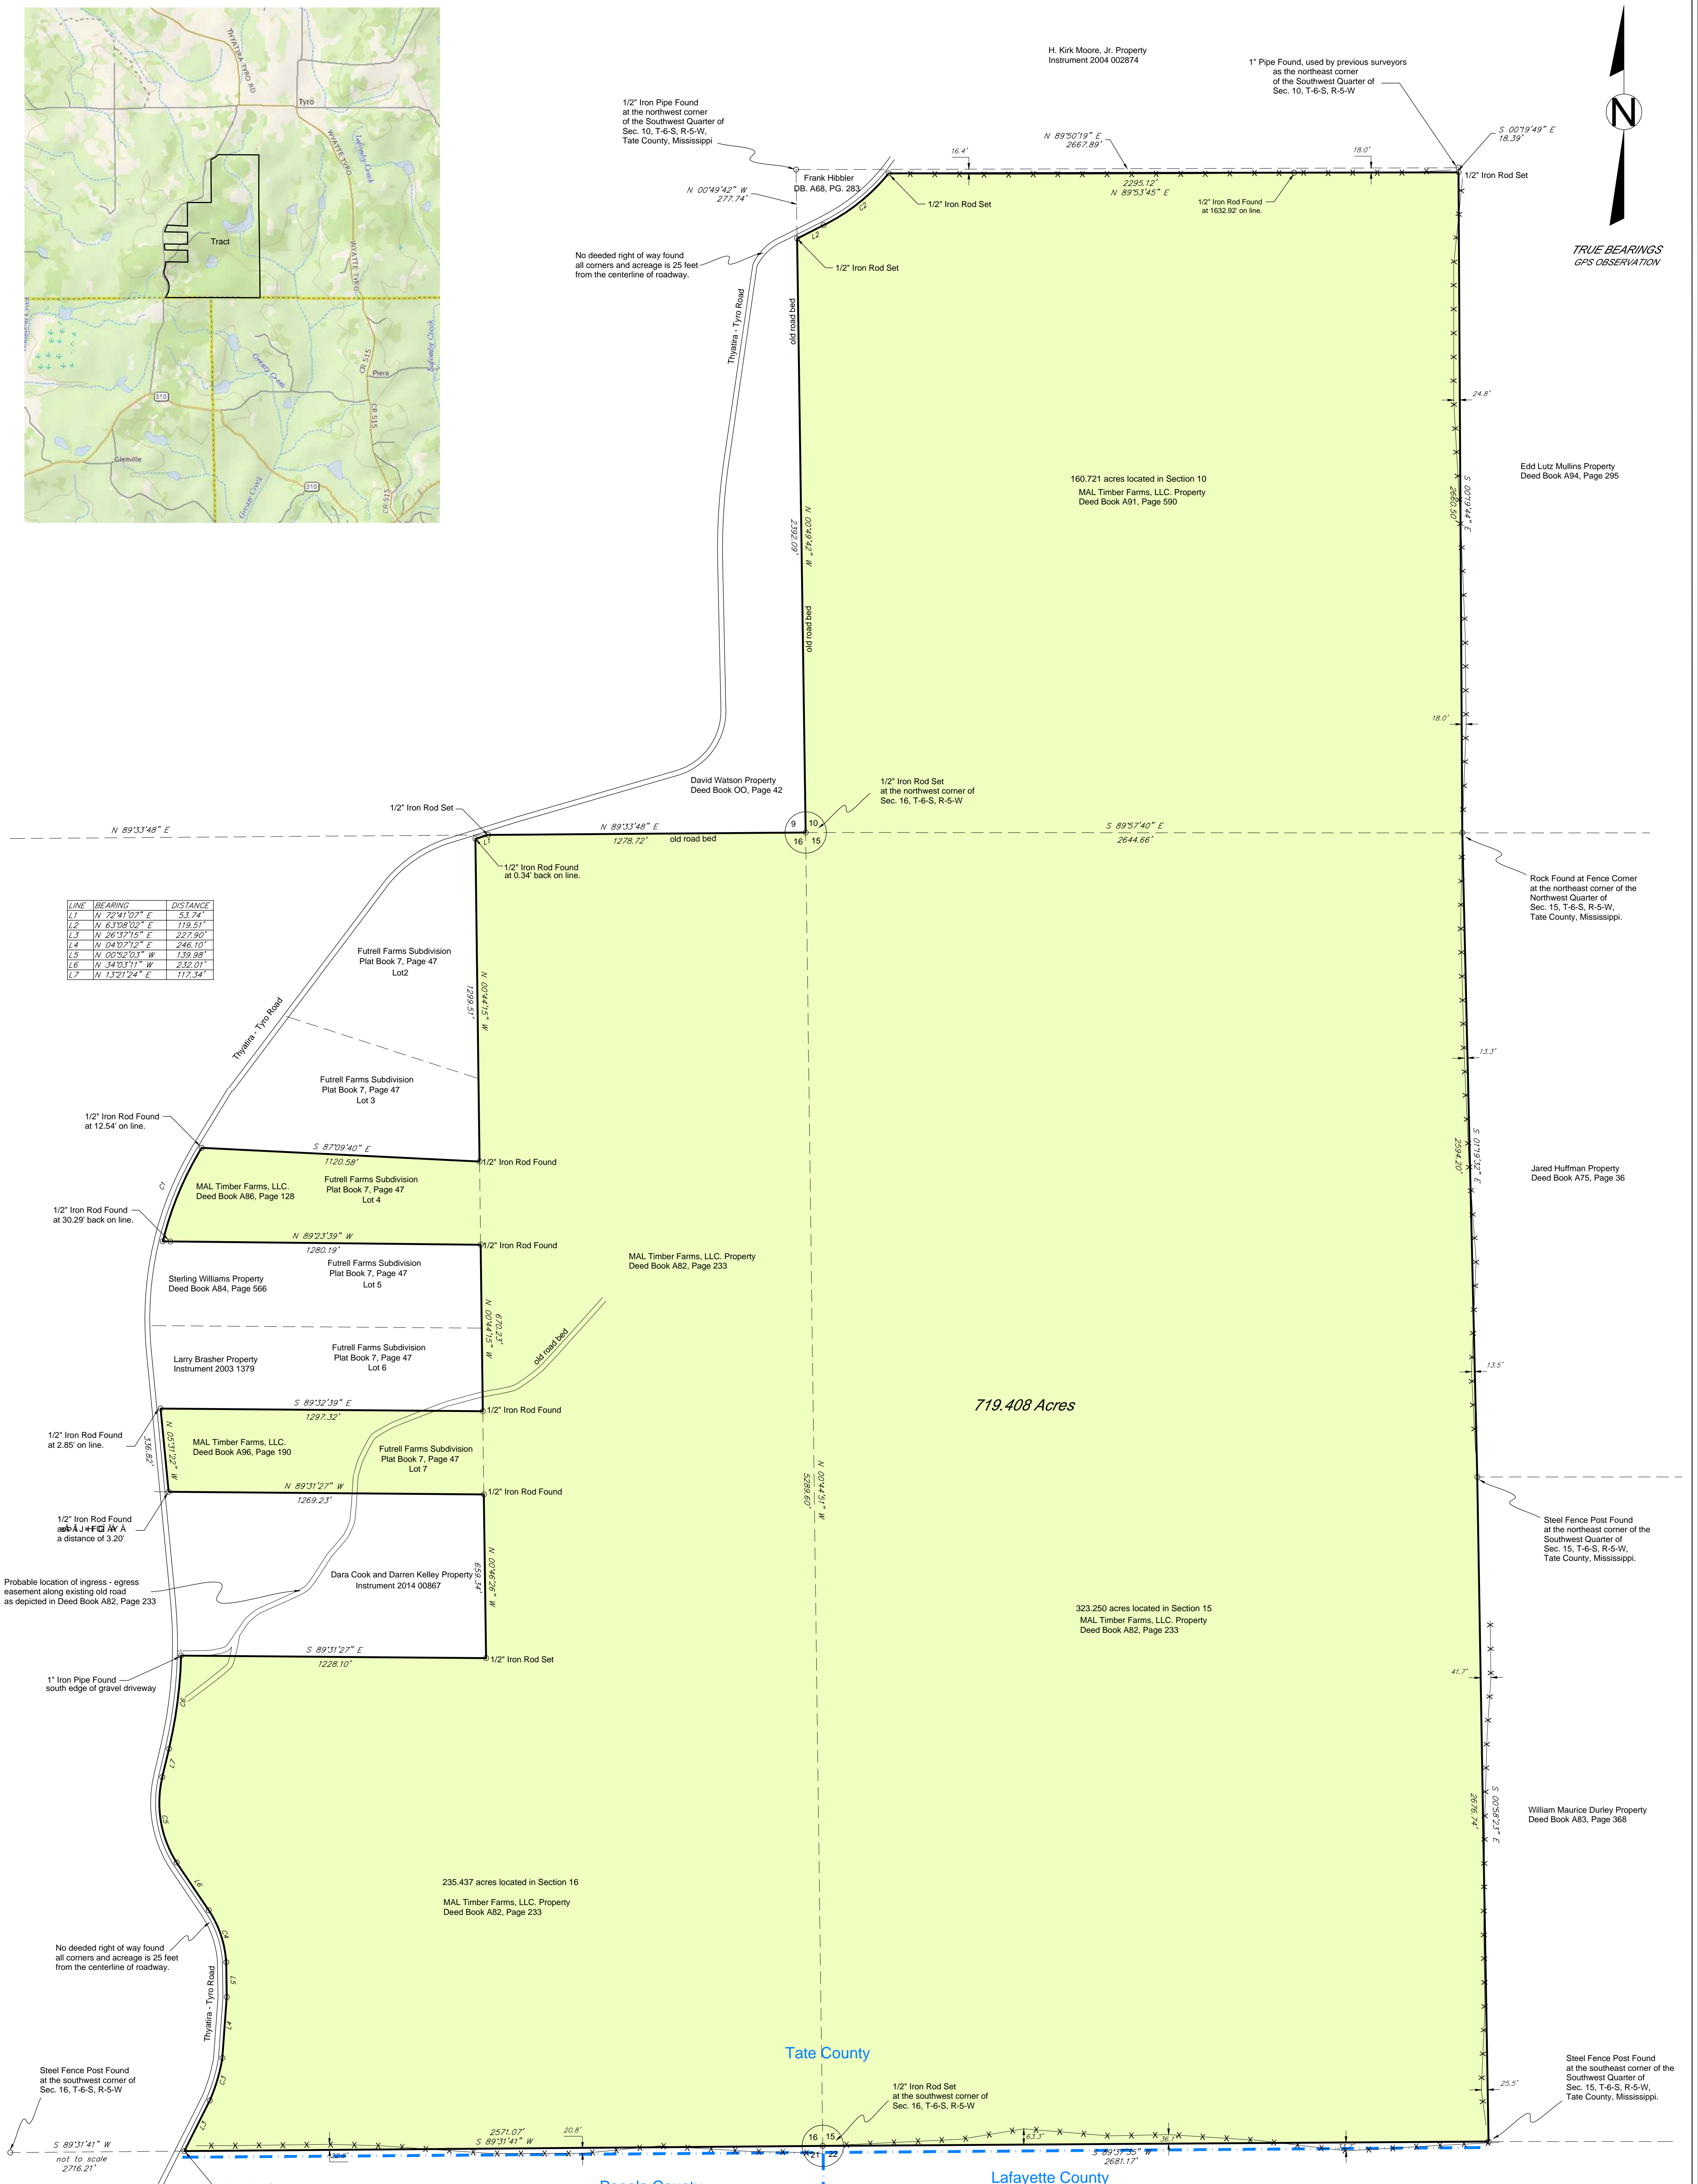 THYATIRA TYRO RD
Tyro
WYATTE TYRO
Lafomby Creek
Tract
WYATTE TYRO
Greasy Creek
CR 515
Piera
310
Glenville
CR 515
310
Greasy Creek
CR 515
H. Kirk Moore, Jr. Property
Instrument 2004 002874
1" Pipe Found, used by previous surveyors
as the northeast corner
of the Southwest Quarter of
Sec. 10, T-6-S, R-5-W
N
TRUE BEARINGS
GPS OBSERVATION
1/2" Iron Pipe Found
at the northwest corner
of the Southwest Quarter of
Sec. 10, T-6-S, R-5-W,
Tate County, Mississippi
N 89°50'19" E
2667.89'
S 00°19'49" E
18.39'
16.4'
18.0'
Frank Hibbler
DB. A68, PG. 283
N 00°49'42" W
277.74'
C2
L2
1/2" Iron Rod Set
2295.12'
N 89°53'45" E
1/2" Iron Rod Found
at 1632.92' on line.
1/2" Iron Rod Set
No deeded right of way found
all corners and acreage is 25 feet
from the centerline of roadway.
1/2" Iron Rod Set
old road bed
Thyatira - Tyro Road
24.8'
Edd Lutz Mullins Property
Deed Book A94, Page 295
160.721 acres located in Section 10
MAL Timber Farms, LLC. Property
Deed Book A91, Page 590
S 00°19'44" E
2660.50'
N 00°49'42" W
2392.09'
old road bed
18.0'
David Watson Property
Deed Book OO, Page 42
1/2" Iron Rod Set
at the northwest corner of
Sec. 16, T-6-S, R-5-W
1/2" Iron Rod Set
N 89°33'48" E
N 89°33'48" E
1278.72'
old road bed
9 10
16 15
S 89°57'40" E
2644.66'
L1
1/2" Iron Rod Found
at 0.34' back on line.
Rock Found at Fence Corner
at the northeast corner of the
Northwest Quarter of
Sec. 15, T-6-S, R-5-W,
Tate County, Mississippi.
LINE BEARING DISTANCE
L1 N 72°41'07" E 53.74'
L2 N 63°08'02" E 119.51'
L3 N 26°37'15" E 227.90'
L4 N 04°07'12" E 246.10'
L5 N 00°52'03" W 139.98'
L6 N 34°03'11" W 232.01'
L7 N 13°21'24" E 117.34'
Futrell Farms Subdivision
Plat Book 7, Page 47
Lot2
N 00°44'15" W
1299.51'
Thyatira - Tyro Road
13.3'
Futrell Farms Subdivision
Plat Book 7, Page 47
Lot 3
1/2" Iron Rod Found
at 12.54' on line.
S 87°09'40" E
1120.58'
1/2" Iron Rod Found
S 01°19'32" E
2594.20'
Jared Huffman Property
Deed Book A75, Page 36
C1
MAL Timber Farms, LLC.
Deed Book A86, Page 128
Futrell Farms Subdivision
Plat Book 7, Page 47
Lot 4
1/2" Iron Rod Found
at 30.29' back on line.
N 89°23'39" W
1280.19'
1/2" Iron Rod Found
MAL Timber Farms, LLC. Property
Deed Book A82, Page 233
Sterling Williams Property
Deed Book A84, Page 566
Futrell Farms Subdivision
Plat Book 7, Page 47
Lot 5
670.23'
N 00°44'15" W
old road bed
Larry Brasher Property
Instrument 2003 1379
Futrell Farms Subdivision
Plat Book 7, Page 47
Lot 6
13.5'
S 89°32'39" E
1297.32'
1/2" Iron Rod Found
719.408 Acres
1/2" Iron Rod Found
at 2.85' on line.
N 05°31'22" W
336.82'
MAL Timber Farms, LLC.
Deed Book A96, Page 190
Futrell Farms Subdivision
Plat Book 7, Page 47
Lot 7
N 89°31'27" W
1269.23'
1/2" Iron Rod Found
N 00°44'51" W
5289.60'
1/2" Iron Rod Found
a distance of 3.20'
Steel Fence Post Found
at the northeast corner of the
Southwest Quarter of
Sec. 15, T-6-S, R-5-W,
Tate County, Mississippi.
Probable location of ingress - egress
easement along existing old road
as depicted in Deed Book A82, Page 233
Dara Cook and Darren Kelley Property
Instrument 2014 00867
N 00°46'26" W
659.34'
323.250 acres located in Section 15
MAL Timber Farms, LLC. Property
Deed Book A82, Page 233
S 89°31'27" E
1228.10'
1/2" Iron Rod Set
1" Iron Pipe Found
south edge of gravel driveway
41.7'
C6
L7
S 00°58'23" E
2676.74'
William Maurice Durley Property
Deed Book A83, Page 368
C5
L6
235.437 acres located in Section 16
MAL Timber Farms, LLC. Property
Deed Book A82, Page 233
C4
No deeded right of way found
all corners and acreage is 25 feet
from the centerline of roadway.
L5
Thyatira - Tyro Road
L4
Tate County
Steel Fence Post Found
at the southwest corner of
Sec. 16, T-6-S, R-5-W
C3
L3
1/2" Iron Rod Set
at the southwest corner of
Sec. 16, T-6-S, R-5-W
25.5'
Steel Fence Post Found
at the southeast corner of the
Southwest Quarter of
Sec. 15, T-6-S, R-5-W,
Tate County, Mississippi.
S 89°31'41" W
not to scale
2716.21'
2571.07'
S 89°31'41" W
20.8'
16 15
21 22
63.3'
36.1'
S 89°37'35" W
2681.17'
Lafayette County